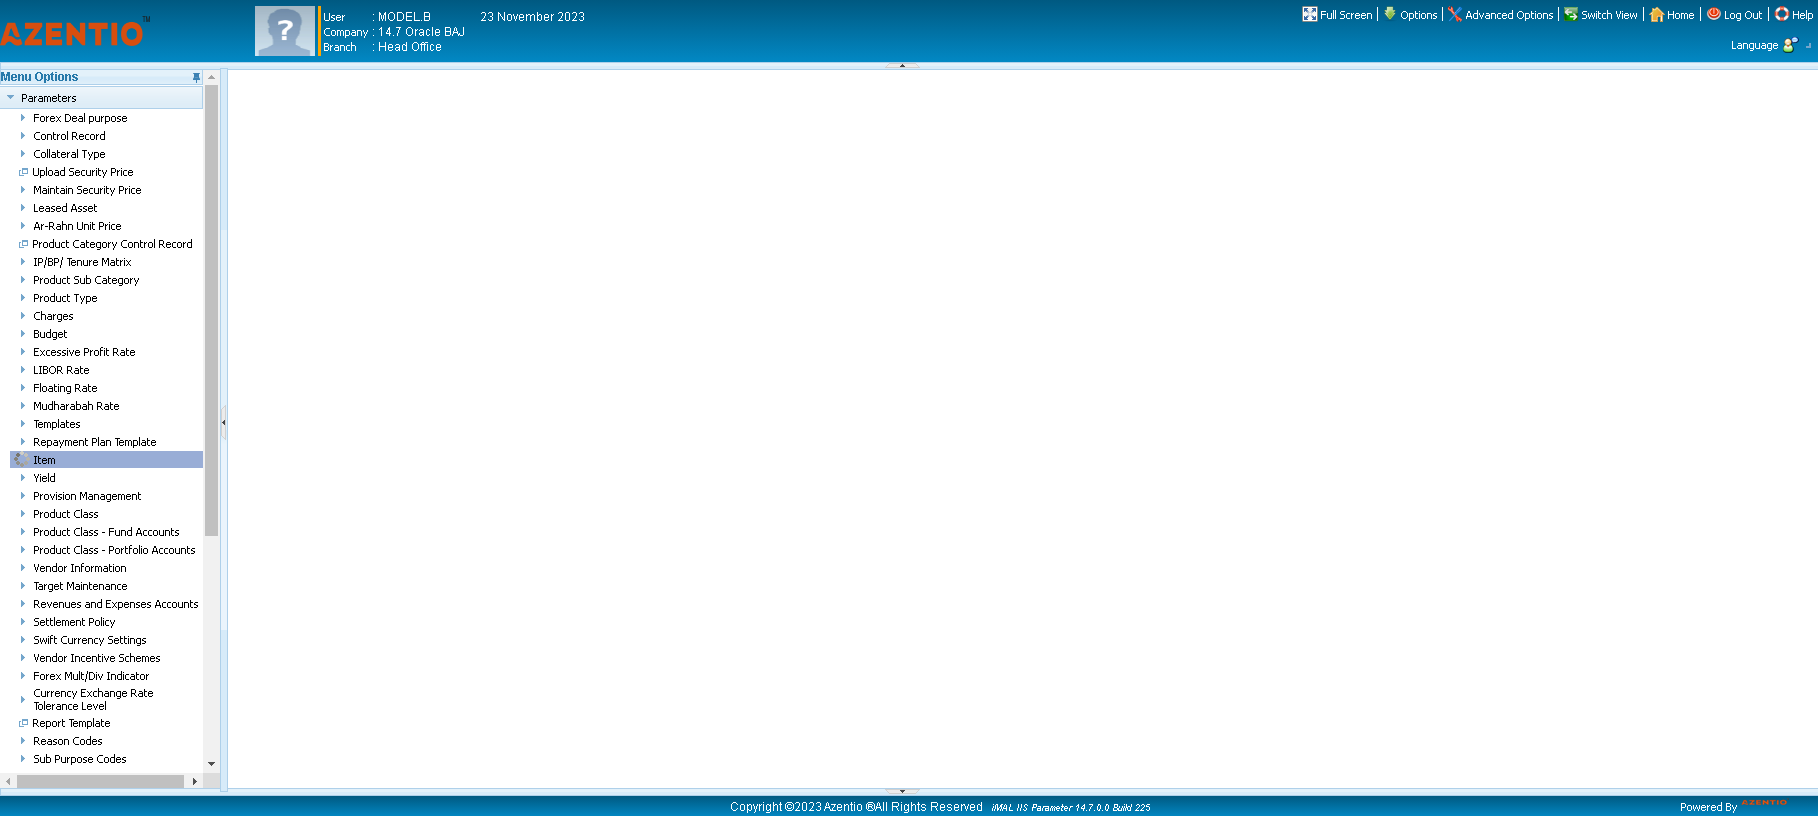 AZENTIO™
User : MODEL.B 23 November 2023
Company : 14.7 Oracle BAJ
Branch : Head Office
Full Screen Options Advanced Options Switch View Home Log Out Help
Language
Menu Options
Parameters
Forex Deal purpose
Control Record
Collateral Type
Upload Security Price
Maintain Security Price
Leased Asset
Ar-Rahn Unit Price
Product Category Control Record
IP/BP/ Tenure Matrix
Product Sub Category
Product Type
Charges
Budget
Excessive Profit Rate
LIBOR Rate
Floating Rate
Mudharabah Rate
Templates
Repayment Plan Template
Item
Yield
Provision Management
Product Class
Product Class - Fund Accounts
Product Class - Portfolio Accounts
Vendor Information
Target Maintenance
Revenues and Expenses Accounts
Settlement Policy
Swift Currency Settings
Vendor Incentive Schemes
Forex Mult/Div Indicator
Currency Exchange Rate
Tolerance Level
Report Template
Reason Codes
Sub Purpose Codes
Copyright ©2023 Azentio ®All Rights Reserved iMAL IIS Parameter 14.7.0.0 Build 225
Powered By AZENTIO